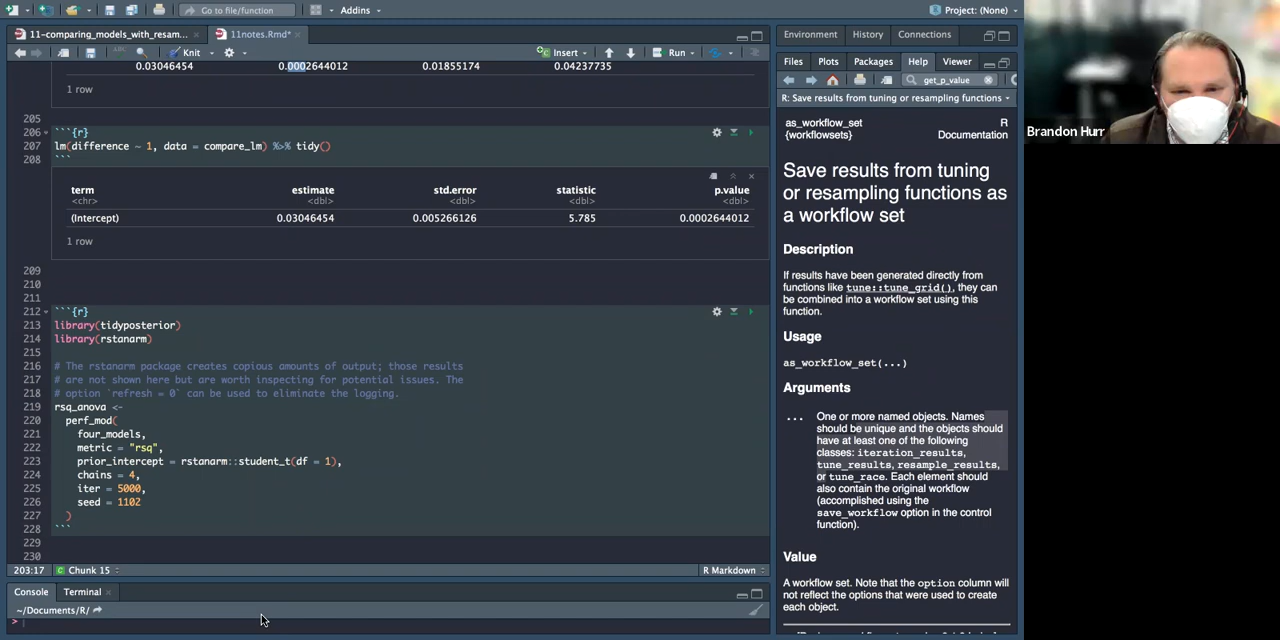 Go to file/function
Addins
Project: (None)
11-comparing_models_with_resam...
11notes.Rmd*
Environment
History
Connections
Knit
Insert
Run
Files
Plots
Packages
Help
Viewer
get_p_value
R: Save results from tuning or resampling functions
0.03046454 0.0002644012 0.01855174 0.04237735
1 row
205
206 ```{r}
207 lm(difference ~ 1, data = compare_lm) %>% tidy()
208 ```
term estimate std.error statistic p.value
<chr> <dbl> <dbl> <dbl> <dbl>
(Intercept) 0.03046454 0.005266126 5.785 0.0002644012
1 row
209
210
211
212 ```{r}
213 library(tidyposterior)
214 library(rstanarm)
215
216 # The rstanarm package creates copious amounts of output; those results
217 # are not shown here but are worth inspecting for potential issues. The
218 # option `refresh = 0` can be used to eliminate the logging.
219 rsq_anova <-
220 perf_mod(
221 four_models,
222 metric = "rsq",
223 prior_intercept = rstanarm::student_t(df = 1),
224 chains = 4,
225 iter = 5000,
226 seed = 1102
227 )
228 ```
229
230
203:17 Chunk 15 R Markdown
Console Terminal
~/Documents/R/
>
as_workflow_set R
{workflowsets} Documentation
Save results from tuning
or resampling functions as
a workflow set
Description
If results have been generated directly from
functions like tune::tune_grid(), they can
be combined into a workflow set using this
function.
Usage
as_workflow_set(...)
Arguments
... One or more named objects. Names
should be unique and the objects should
have at least one of the following
classes: iteration_results,
tune_results, resample_results,
or tune_race. Each element should
also contain the original workflow
(accomplished using the
save_workflow option in the control
function).
Value
A workflow set. Note that the option column will
not reflect the options that were used to create
each object.
Brandon Hurr